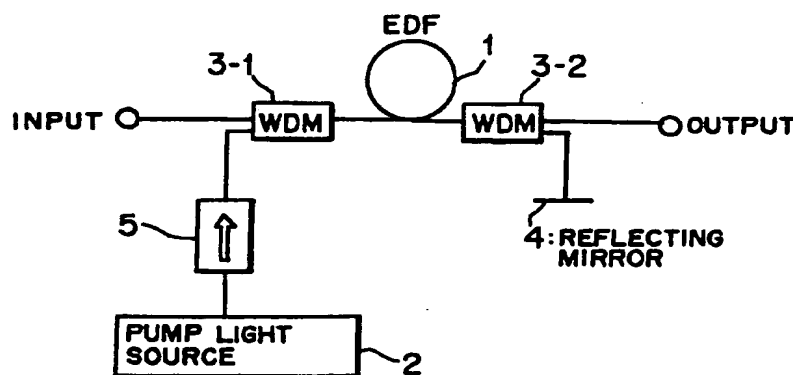 EDF
1
3-1
3-2
INPUT
WDM
WDM
OUTPUT
5
4: REFLECTING
MIRROR
PUMP LIGHT
SOURCE
2